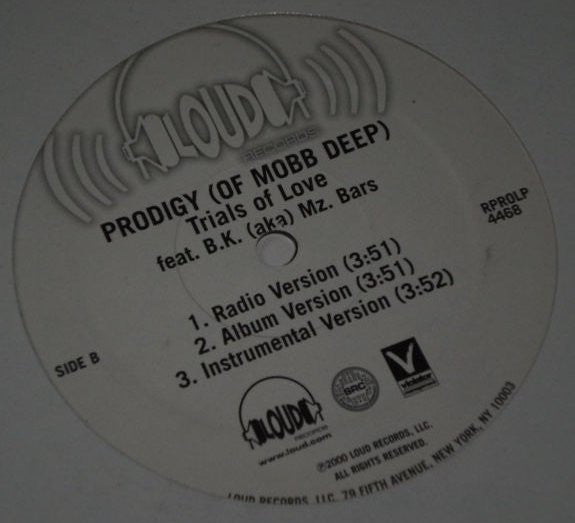 LOUD
RECORDS
PRODIGY (OF MOBB DEEP)
Trials of Love
feat. B.K. (aka) Mz. Bars
RPROLP
4468
1. Radio Version (3:51)
2. Album Version (3:51)
3. Instrumental Version (3:52)
SIDE B
LOUD
RECORDS
www.loud.com
SRC
V
Violator
℗2000 LOUD RECORDS, LLC.
ALL RIGHTS RESERVED.
LOUD RECORDS, LLC, 79 FIFTH AVENUE, NEW YORK, NY 10003